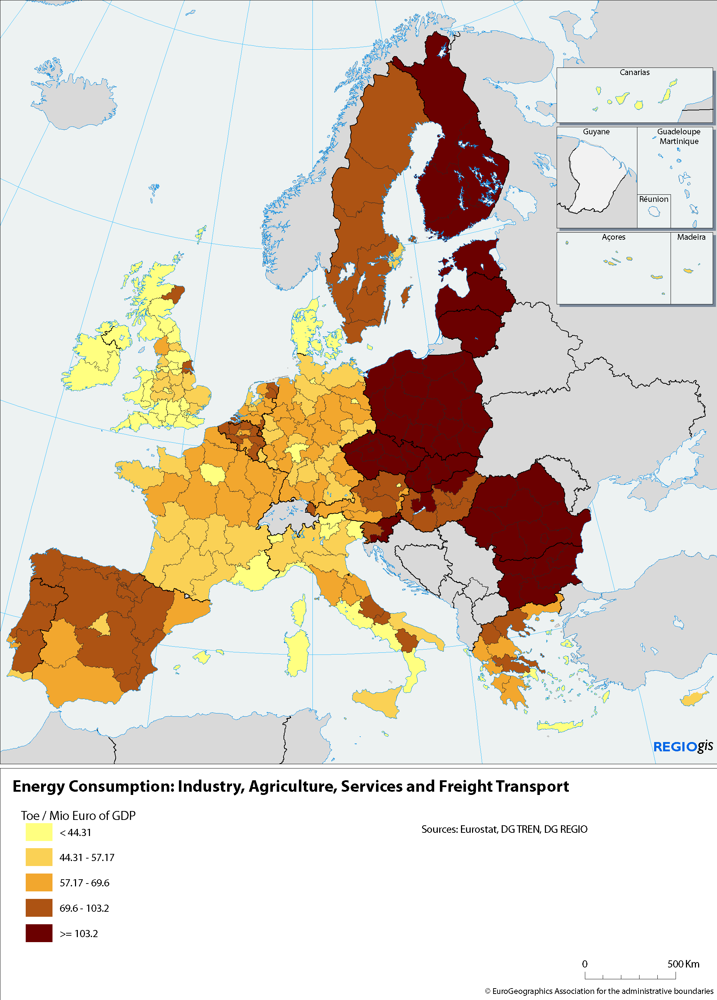 Canarias
Guyane
Guadeloupe
Martinique
Réunion
Açores
Madeira
REGIOgis
Energy Consumption: Industry, Agriculture, Services and Freight Transport
Toe / Mio Euro of GDP
< 44.31
Sources: Eurostat, DG TREN, DG REGIO
44.31 - 57.17
57.17 - 69.6
69.6 - 103.2
>= 103.2
0 500 Km
© EuroGeographics Association for the administrative boundaries